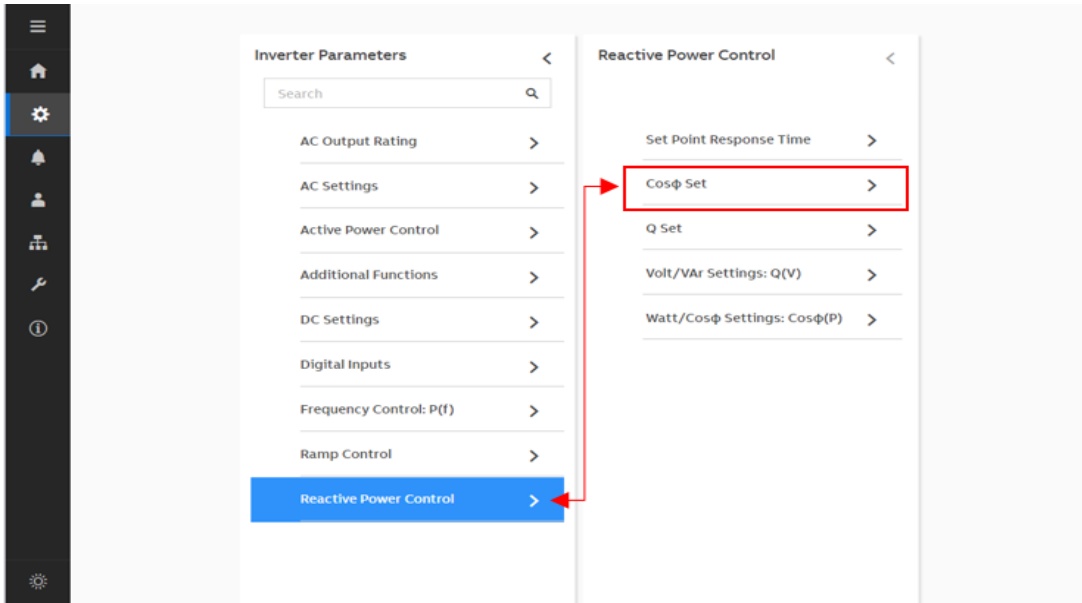 Inverter Parameters
Search
AC Output Rating
AC Settings
Active Power Control
Additional Functions
DC Settings
Digital Inputs
Frequency Control: P(f)
Ramp Control
Reactive Power Control
Reactive Power Control
Set Point Response Time
Cosϕ Set
Q Set
Volt/VAr Settings: Q(V)
Watt/Cosϕ Settings: Cosϕ(P)